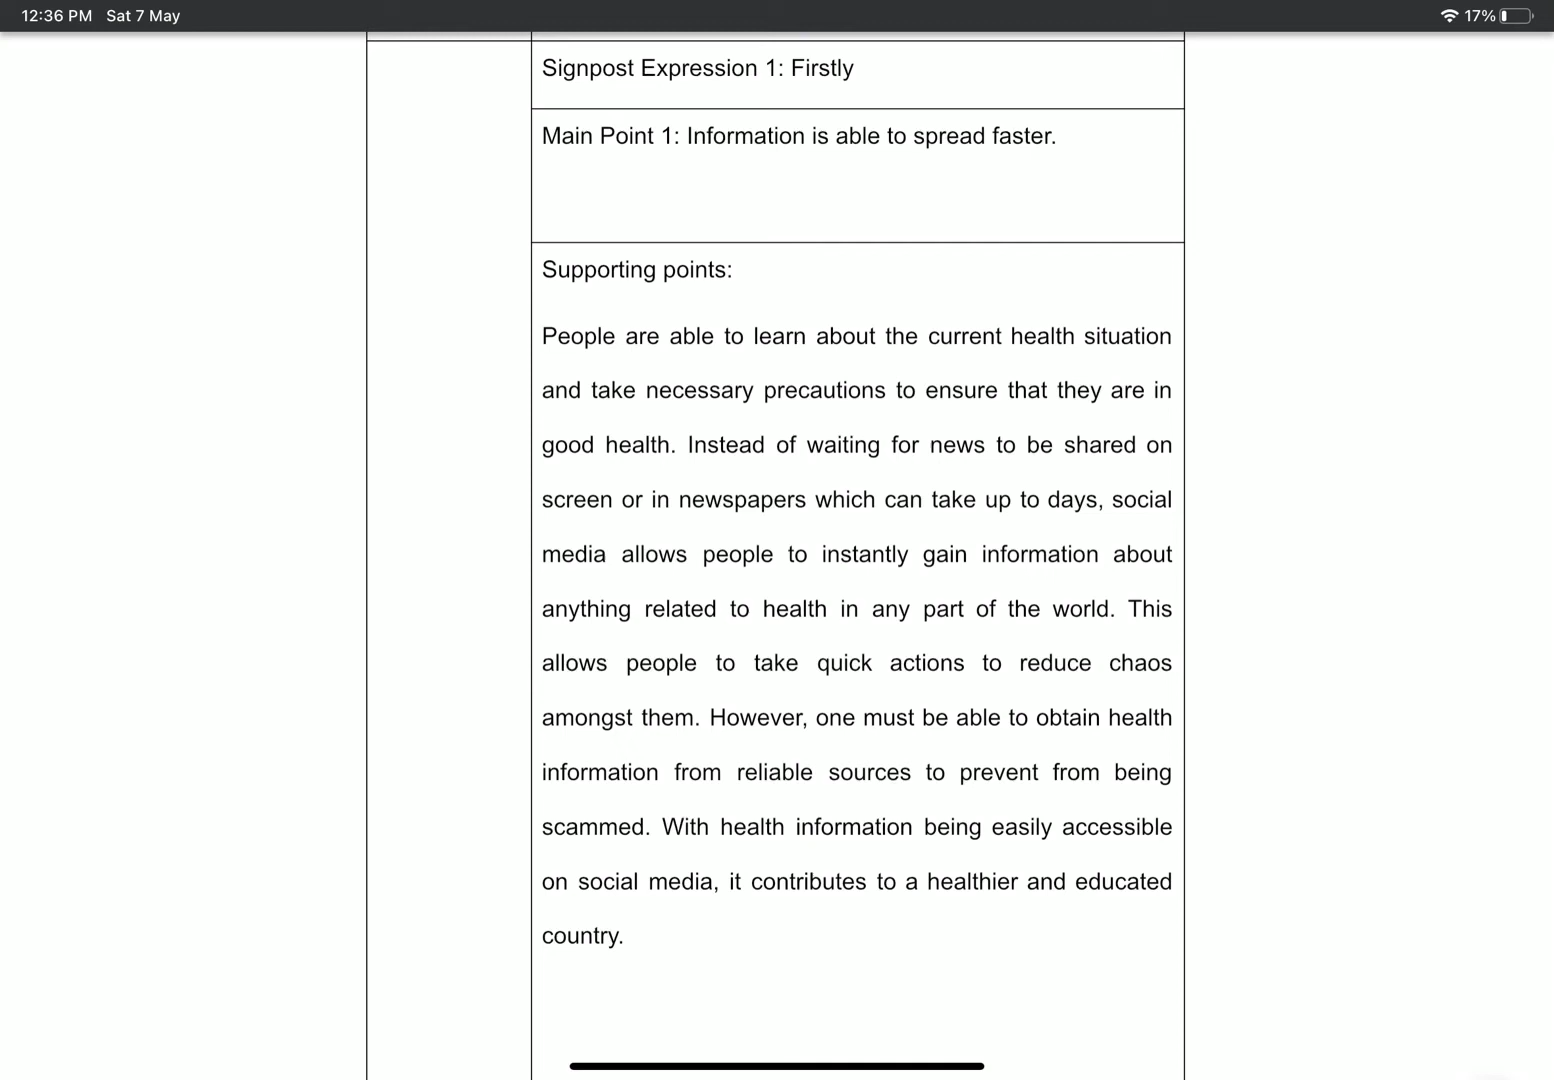 12:36 PM Sat 7 May
17%
Signpost Expression 1: Firstly
Main Point 1: Information is able to spread faster.
Supporting points:
People are able to learn about the current health situation
and take necessary precautions to ensure that they are in
good health. Instead of waiting for news to be shared on
screen or in newspapers which can take up to days, social
media allows people to instantly gain information about
anything related to health in any part of the world. This
allows people to take quick actions to reduce chaos
amongst them. However, one must be able to obtain health
information from reliable sources to prevent from being
scammed. With health information being easily accessible
on social media, it contributes to a healthier and educated
country.